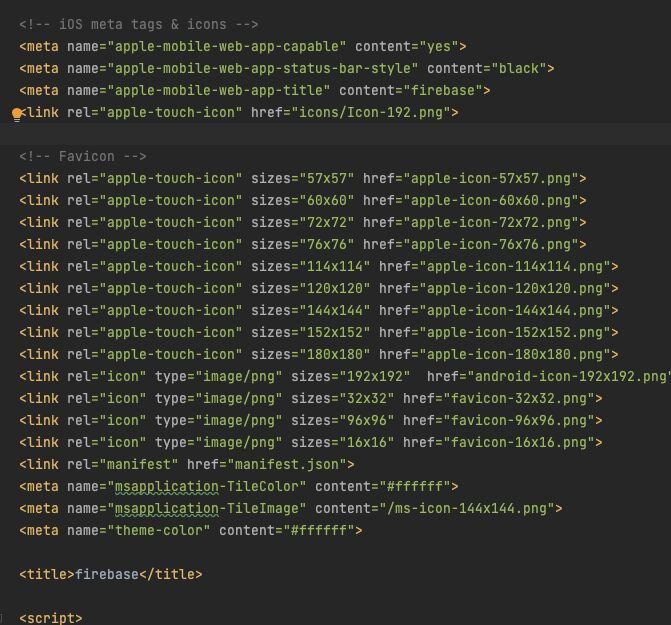 <!-- iOS meta tags & icons -->
<meta name="apple-mobile-web-app-capable" content="yes">
<meta name="apple-mobile-web-app-status-bar-style" content="black">
<meta name="apple-mobile-web-app-title" content="firebase">
<link rel="apple-touch-icon" href="icons/Icon-192.png">
<!-- Favicon -->
<link rel="apple-touch-icon" sizes="57x57" href="apple-icon-57x57.png">
<link rel="apple-touch-icon" sizes="60x60" href="apple-icon-60x60.png">
<link rel="apple-touch-icon" sizes="72x72" href="apple-icon-72x72.png">
<link rel="apple-touch-icon" sizes="76x76" href="apple-icon-76x76.png">
<link rel="apple-touch-icon" sizes="114x114" href="apple-icon-114x114.png">
<link rel="apple-touch-icon" sizes="120x120" href="apple-icon-120x120.png">
<link rel="apple-touch-icon" sizes="144x144" href="apple-icon-144x144.png">
<link rel="apple-touch-icon" sizes="152x152" href="apple-icon-152x152.png">
<link rel="apple-touch-icon" sizes="180x180" href="apple-icon-180x180.png">
<link rel="icon" type="image/png" sizes="192x192"  href="android-icon-192x192.png"
<link rel="icon" type="image/png" sizes="32x32" href="favicon-32x32.png">
<link rel="icon" type="image/png" sizes="96x96" href="favicon-96x96.png">
<link rel="icon" type="image/png" sizes="16x16" href="favicon-16x16.png">
<link rel="manifest" href="manifest.json">
<meta name="msapplication-TileColor" content="#ffffff">
<meta name="msapplication-TileImage" content="/ms-icon-144x144.png">
<meta name="theme-color" content="#ffffff">
<title>firebase</title>
<script>